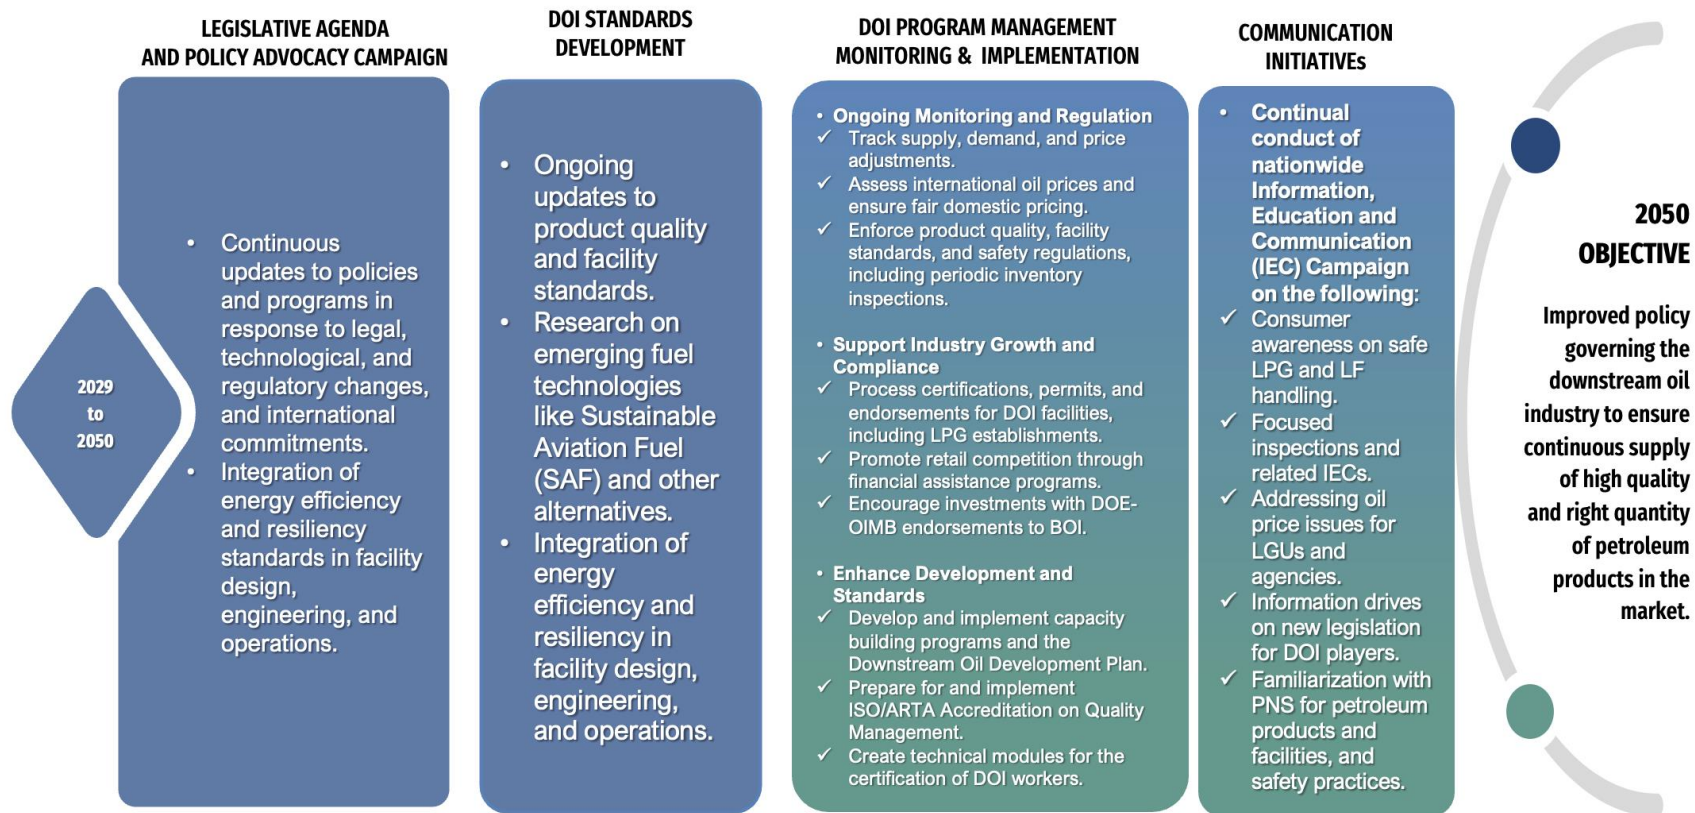 LEGISLATIVE AGENDA
AND POLICY ADVOCACY CAMPAIGN
2029
to
2050
• Continuous
updates to policies
and programs in
response to legal,
technological, and
regulatory changes,
and international
commitments.
• Integration of
energy efficiency
and resiliency
standards in facility
design,
engineering, and
operations.
DOI STANDARDS
DEVELOPMENT
• Ongoing
updates to
product quality
and facility
standards.
• Research on
emerging fuel
technologies
like Sustainable
Aviation Fuel
(SAF) and other
alternatives.
• Integration of
energy
efficiency and
resiliency in
facility design,
engineering,
and operations.
DOI PROGRAM MANAGEMENT
MONITORING & IMPLEMENTATION
• Ongoing Monitoring and Regulation
✓ Track supply, demand, and price
adjustments.
✓ Assess international oil prices and
ensure fair domestic pricing.
✓ Enforce product quality, facility
standards, and safety regulations,
including periodic inventory
inspections.
• Support Industry Growth and
Compliance
✓ Process certifications, permits, and
endorsements for DOI facilities,
including LPG establishments.
✓ Promote retail competition through
financial assistance programs.
✓ Encourage investments with DOE-
OIMB endorsements to BOI.
• Enhance Development and
Standards
✓ Develop and implement capacity
building programs and the
Downstream Oil Development Plan.
✓ Prepare for and implement
ISO/ARTA Accreditation on Quality
Management.
✓ Create technical modules for the
certification of DOI workers.
COMMUNICATION
INITIATIVEs
• Continual
conduct of
nationwide
Information,
Education and
Communication
(IEC) Campaign
on the following:
✓ Consumer
awareness on safe
LPG and LF
handling.
✓ Focused
inspections and
related IECs.
✓ Addressing oil
price issues for
LGUs and
agencies.
✓ Information drives
on new legislation
for DOI players.
✓ Familiarization with
PNS for petroleum
products and
facilities, and
safety practices.
2050
OBJECTIVE
Improved policy
governing the
downstream oil
industry to ensure
continuous supply
of high quality
and right quantity
of petroleum
products in the
market.